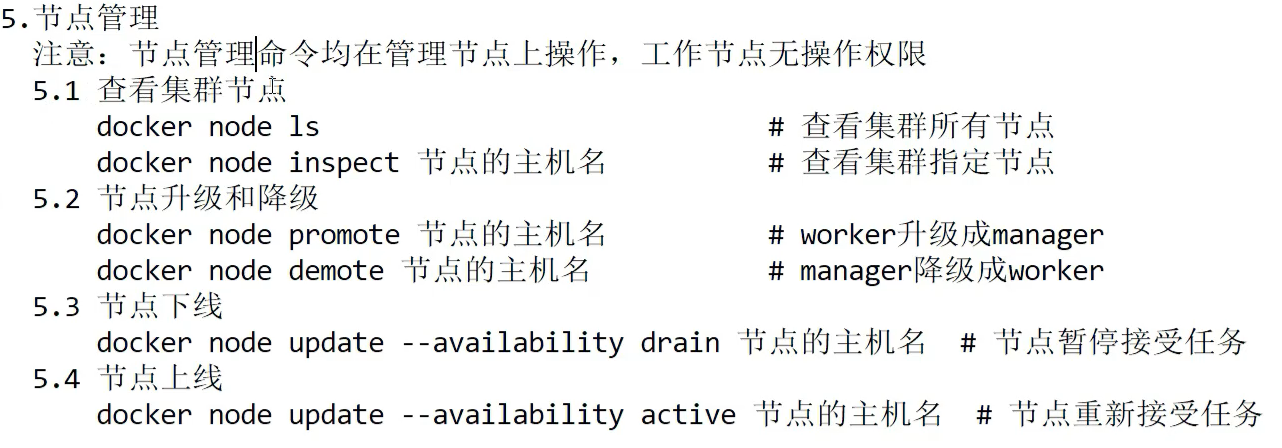 5.节点管理
注意：节点管理命令均在管理节点上操作，工作节点无操作权限
5.1 查看集群节点
docker node ls # 查看集群所有节点
docker node inspect 节点的主机名 # 查看集群指定节点
5.2 节点升级和降级
docker node promote 节点的主机名 # worker升级成manager
docker node demote 节点的主机名 # manager降级成worker
5.3 节点下线
docker node update --availability drain 节点的主机名 # 节点暂停接受任务
5.4 节点上线
docker node update --availability active 节点的主机名 # 节点重新接受任务